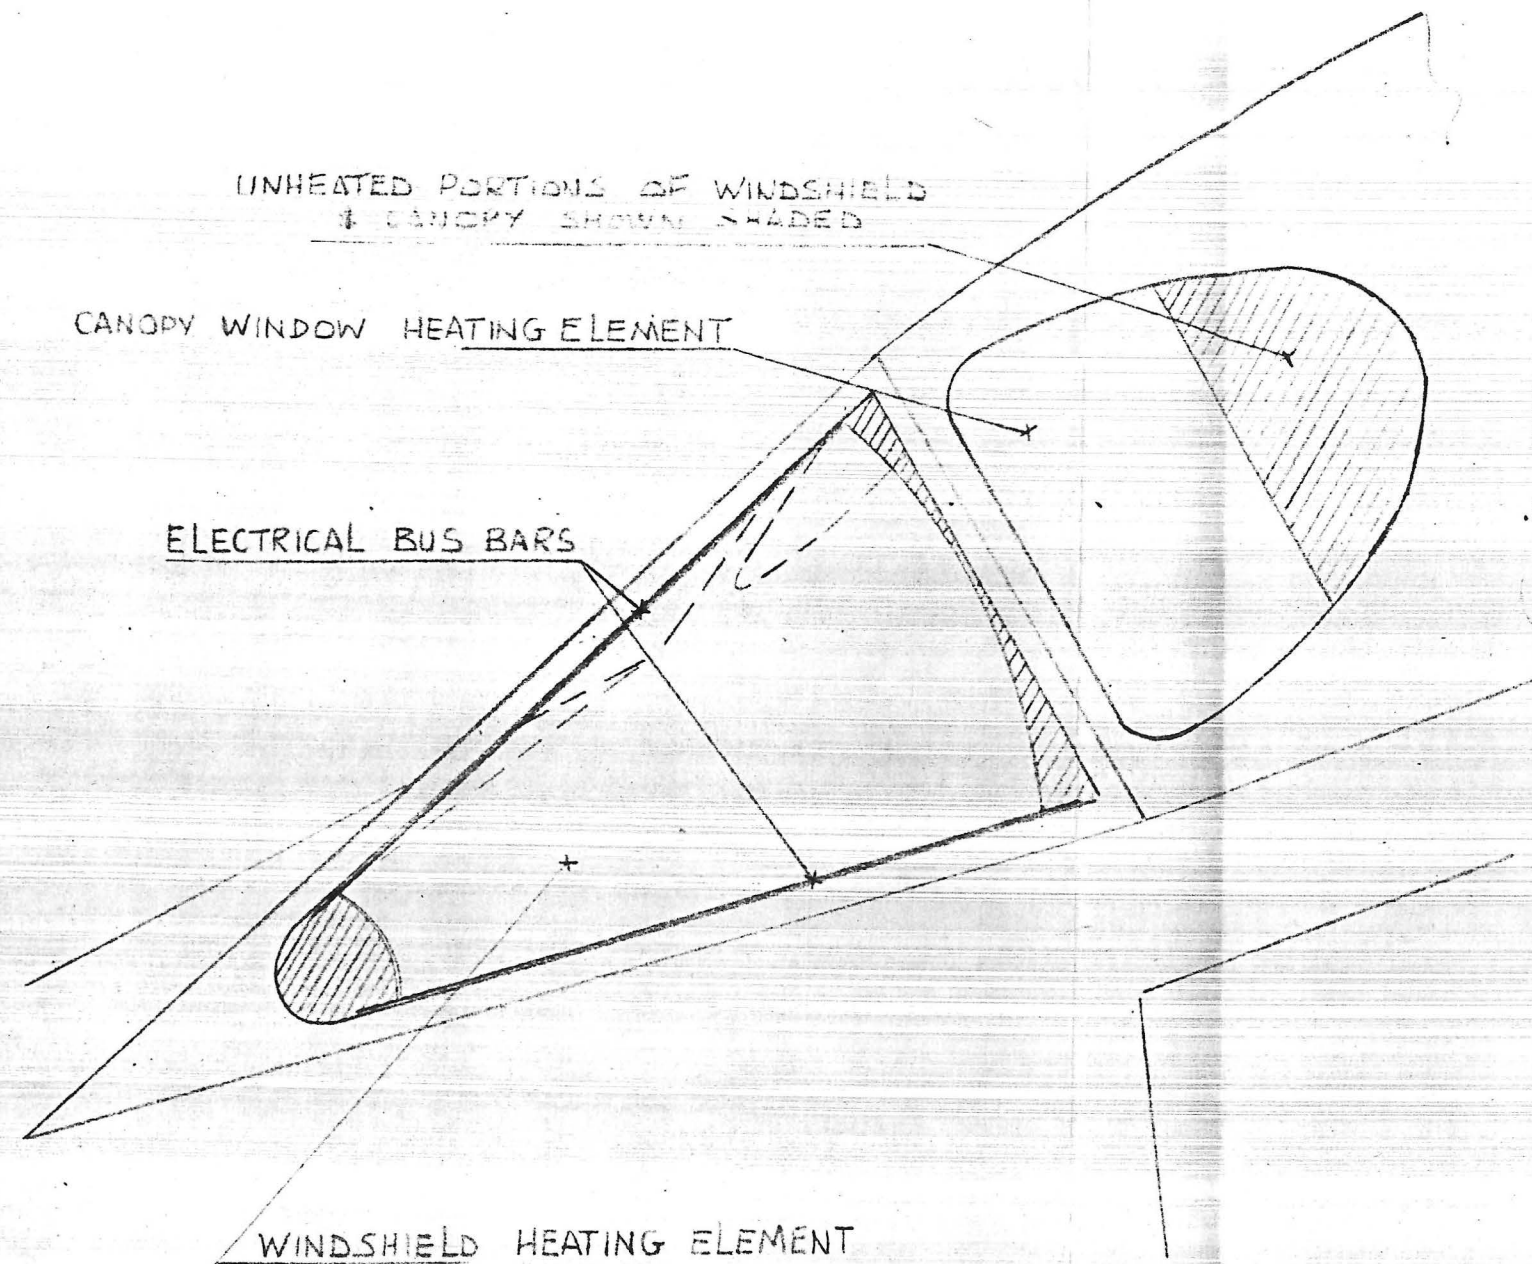 UNHEATED PORTIONS OF WINDSHIELD
& CANOPY SHOWN SHADED
CANOPY WINDOW HEATING ELEMENT
ELECTRICAL BUS BARS
WINDSHIELD HEATING ELEMENT